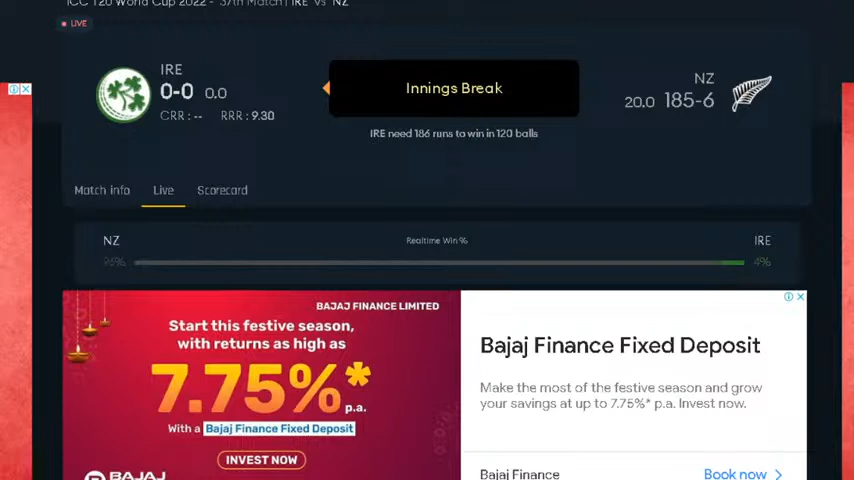 ICC T20 World Cup 2022 - 37th Match | IRE vs NZ
LIVE
IRE
0-0 0.0
CRR : -- RRR : 9.30
Innings Break
IRE need 186 runs to win in 120 balls
NZ
20.0 185-6
Match Info Live Scorecard
NZ Realtime Win % IRE
96% 4%
BAJAJ FINANCE LIMITED
Start this festive season,
with returns as high as
7.75%*
p.a.
With a Bajaj Finance Fixed Deposit
INVEST NOW
BAJAJ
Bajaj Finance Fixed Deposit
Make the most of the festive season and grow
your savings at up to 7.75%* p.a. Invest now.
Bajaj Finance Book now